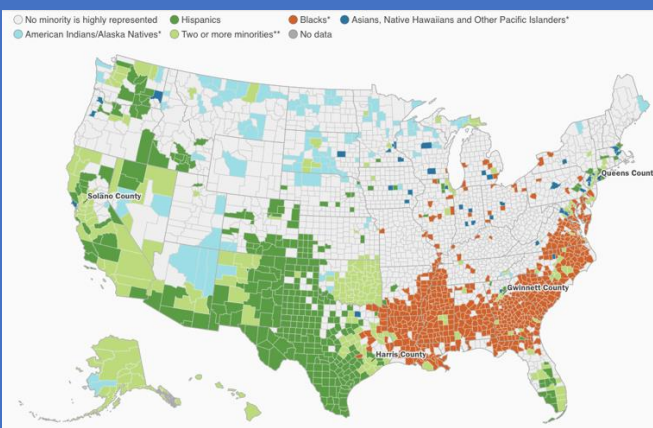 No minority is highly represented Hispanics Blacks* Asians, Native Hawaiians and Other Pacific Islanders*
American Indians/Alaska Natives* Two or more minorities** No data
Solano County
Queens Count
Gwinnett County
Harris County